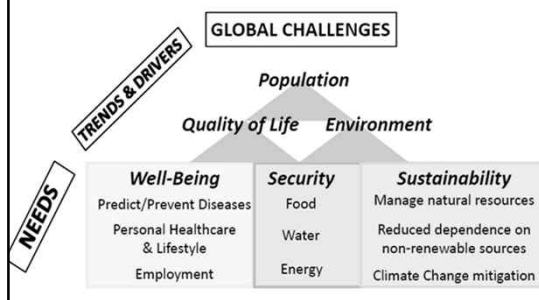 GLOBAL CHALLENGES
TRENDS & DRIVERS
Population
Quality of Life
Environment
NEEDS
Well-Being
Predict/Prevent Diseases
Personal Healthcare
& Lifestyle
Employment
Security
Food
Water
Energy
Sustainability
Manage natural resources
Reduced dependence on
non-renewable sources
Climate Change mitigation